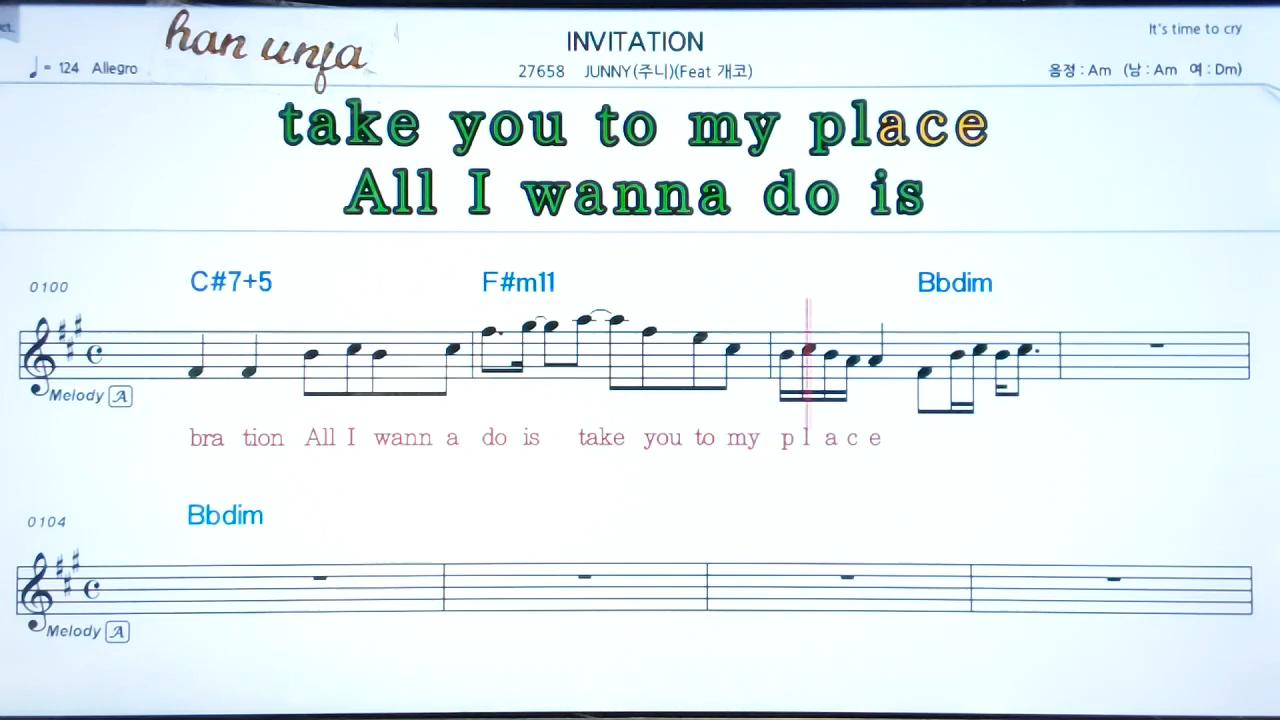 han unja
INVITATION
It's time to cry
♩= 124 Allegro
27658 JUNNY(주니)(Feat 개코)
음정 : Am (남 : Am 여 : Dm)
take you to my place
All I wanna do is
0100
C#7+5 F#m11 Bbdim
Melody A
bra tion All I wann a do is take you to my p l a c e
0104
Bbdim
Melody A